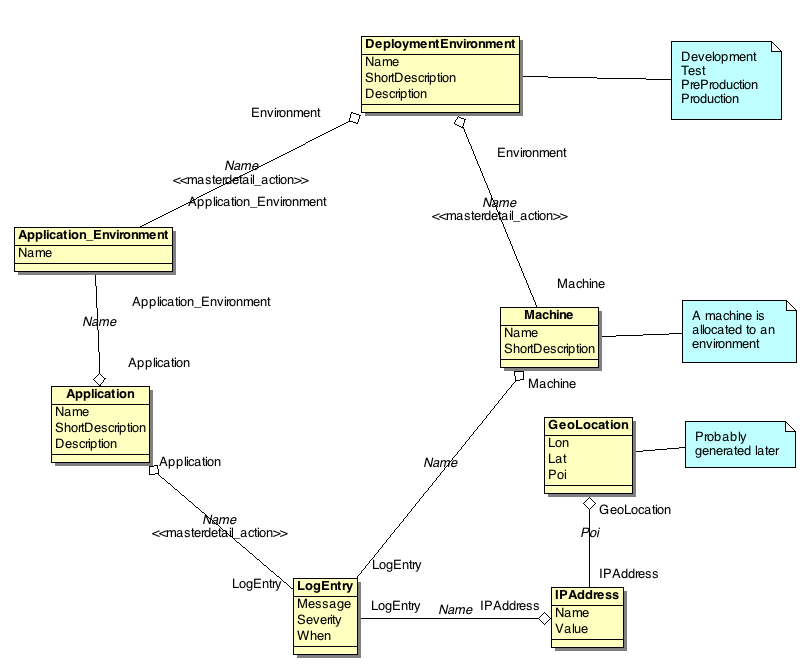 DeploymentEnvironment
Name
ShortDescription
Description
Development
Test
PreProduction
Production
Environment
Environment
Name
<<masterdetail_action>>
Application_Environment
Name
<<masterdetail_action>>
Application_Environment
Name
Machine
Application_Environment
Name
Application
Machine
Name
ShortDescription
A machine is
allocated to an
environment
Machine
Application
Name
ShortDescription
Description
GeoLocation
Lon
Lat
Poi
Probably
generated later
Application
Name
Name
<<masterdetail_action>>
GeoLocation
Poi
LogEntry
LogEntry
IPAddress
LogEntry
Message
Severity
When
LogEntry
Name
IPAddress
IPAddress
Name
Value